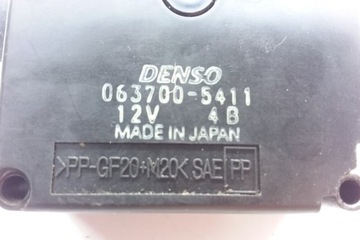 DENSO
063700-5411
12V 4B
MADE IN JAPAN
>PP-GF20+M20< SAE PP